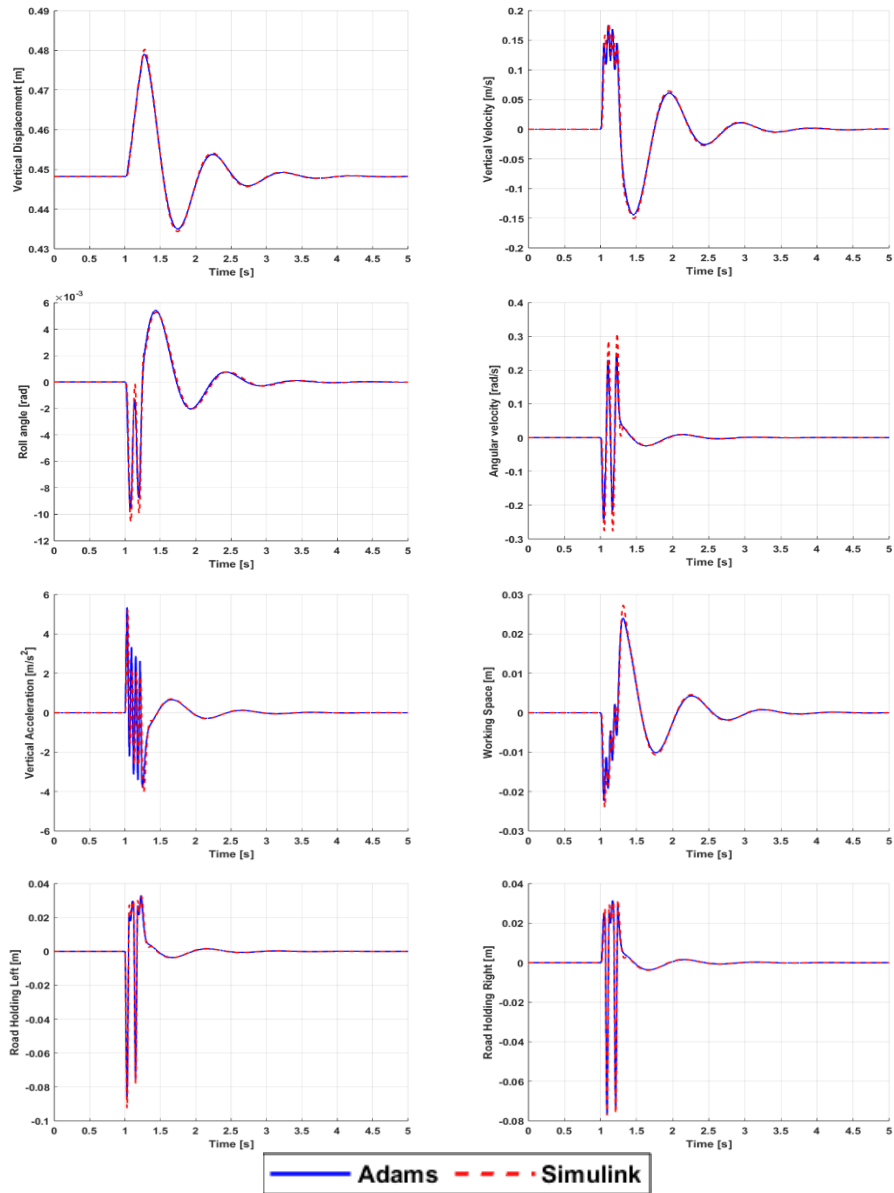 0.49 0.48 0.47 0.46 0.45 0.44 0.43
Vertical Displacement [m]
0 0.5 1 1.5 2 2.5 3 3.5 4 4.5 5
Time [s]
0.2 0.15 0.1 0.05 0 -0.05 -0.1 -0.15 -0.2
Vertical Velocity [m/s]
0 0.5 1 1.5 2 2.5 3 3.5 4 4.5 5
Time [s]
×10-3
6 4 2 0 -2 -4 -6 -8 -10 -12
Roll angle [rad]
0 0.5 1 1.5 2 2.5 3 3.5 4 4.5 5
Time [s]
0.4 0.3 0.2 0.1 0 -0.1 -0.2 -0.3
Angular velocity [rad/s]
0 0.5 1 1.5 2 2.5 3 3.5 4 4.5 5
Time [s]
6 4 2 0 -2 -4 -6
Vertical Acceleration [m/s2]
0 0.5 1 1.5 2 2.5 3 3.5 4 4.5 5
Time [s]
0.03 0.02 0.01 0 -0.01 -0.02 -0.03
Working Space [m]
0 0.5 1 1.5 2 2.5 3 3.5 4 4.5 5
Time [s]
0.04 0.02 0 -0.02 -0.04 -0.06 -0.08 -0.1
Road Holding Left [m]
0 0.5 1 1.5 2 2.5 3 3.5 4 4.5 5
Time [s]
0.04 0.02 0 -0.02 -0.04 -0.06 -0.08
Road Holding Right [m]
0 0.5 1 1.5 2 2.5 3 3.5 4 4.5 5
Time [s]
Adams Simulink